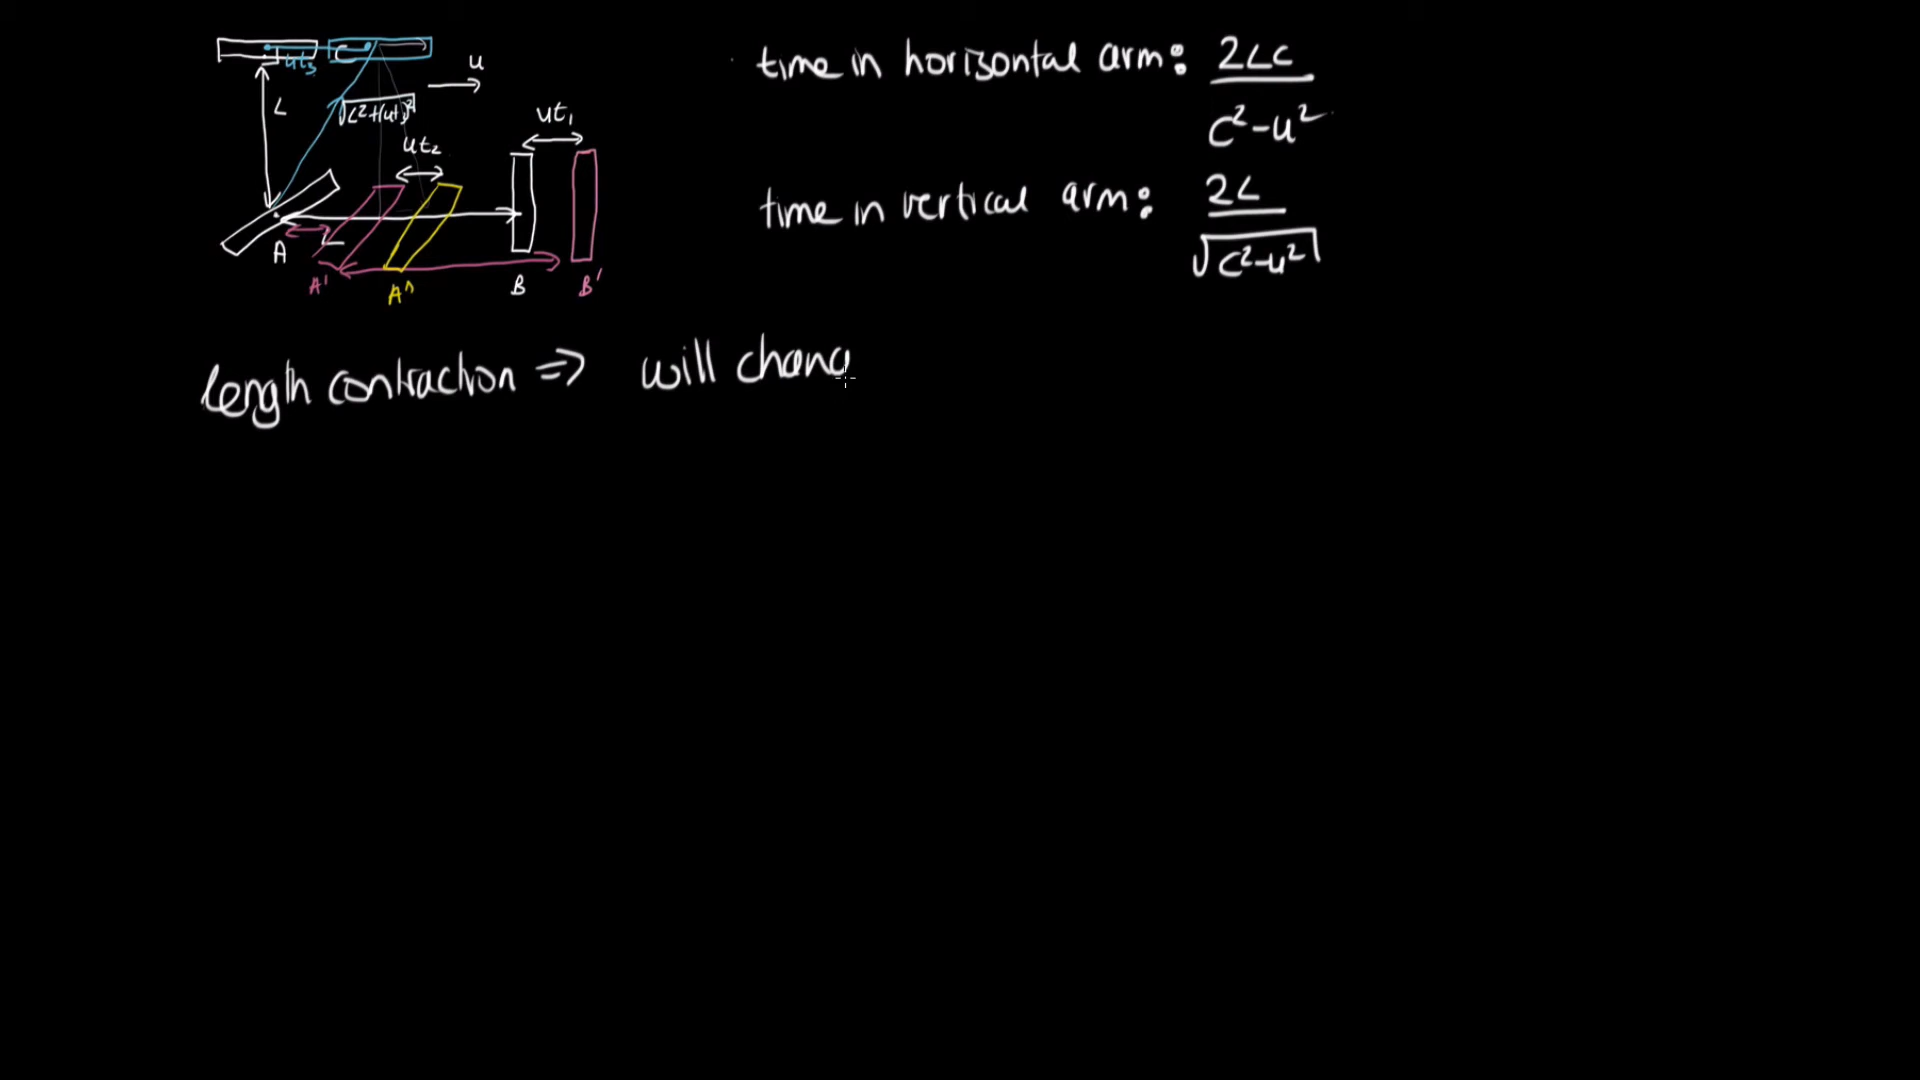 time in horizontal arm: 2LC / C²-u²
time in vertical arm: 2L / √C²-u²
length contraction => will chang
C
ut₃
u
L
√L²+(ut₃)²
ut₁
ut₂
A
L
A'
A"
B
B'